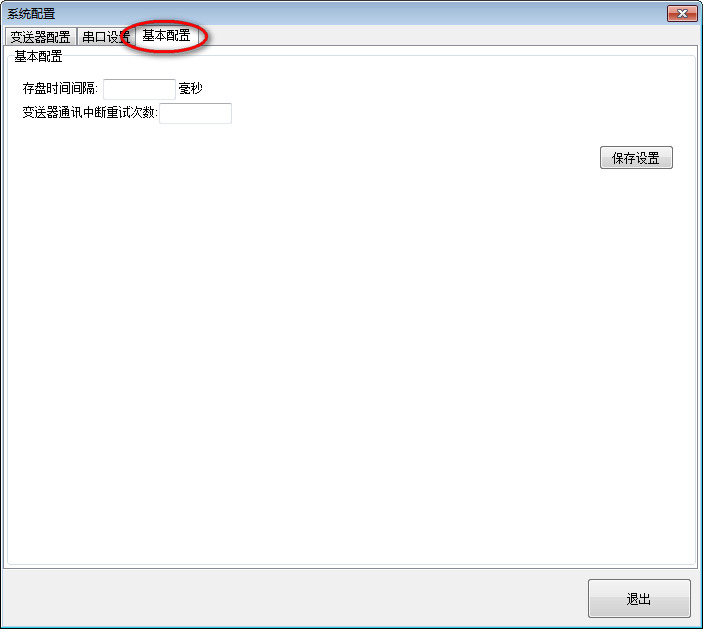 系统配置
变送器配置 串口设置 基本配置
基本配置
存盘时间间隔: 毫秒
变送器通讯中断重试次数:
保存设置
退出